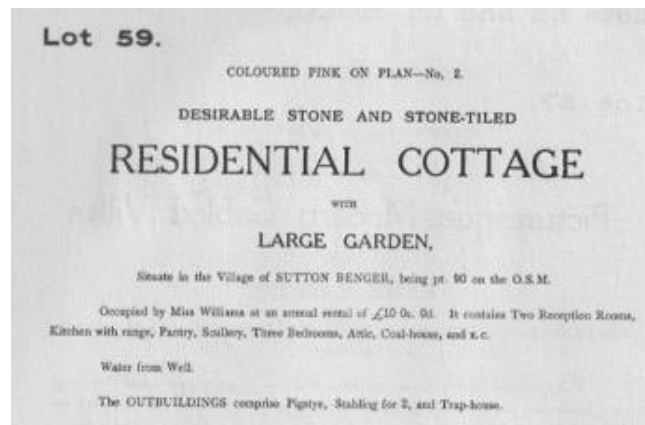 Lot 59.
COLOURED PINK ON PLAN—No. 2.
DESIRABLE STONE AND STONE-TILED
RESIDENTIAL COTTAGE
WITH
LARGE GARDEN,
Situate in the Village of SUTTON BENGER, being pt. 90 on the O.S.M.
Occupied by Miss Williams at an annual rental of £10 0s. 0d. It contains Two Reception Rooms,
Kitchen with range, Pantry, Scullery, Three Bedrooms, Attic, Coal-house, and E.C.
Water from Well.
The OUTBUILDINGS comprise Pigstye, Stabling for 2, and Trap-house.